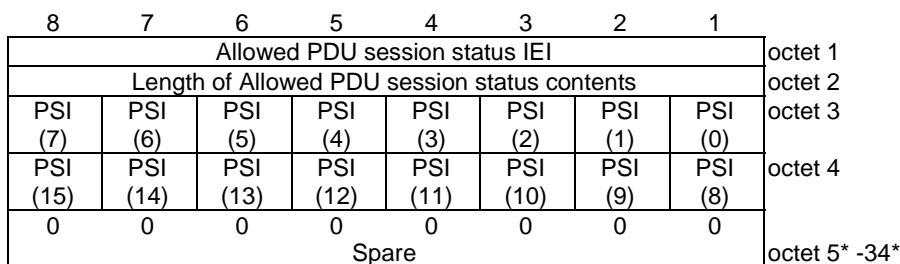 8 7 6 5 4 3 2 1
Allowed PDU session status IEI octet 1
Length of Allowed PDU session status contents octet 2
PSI PSI PSI PSI PSI PSI PSI PSI octet 3
(7) (6) (5) (4) (3) (2) (1) (0)
PSI PSI PSI PSI PSI PSI PSI PSI octet 4
(15) (14) (13) (12) (11) (10) (9) (8)
0 0 0 0 0 0 0 0
Spare octet 5* -34*